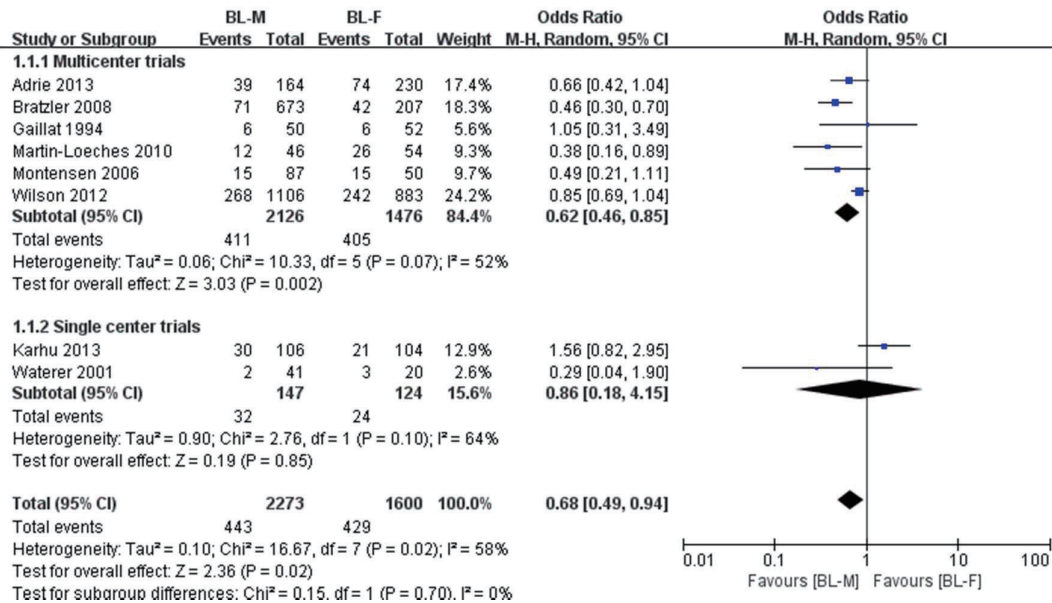 BL-M BL-F Odds Ratio Odds Ratio
Study or Subgroup Events Total Events Total Weight M-H, Random, 95% CI M-H, Random, 95% CI
1.1.1 Multicenter trials
Adrie 2013 39 164 74 230 17.4% 0.66 [0.42, 1.04]
Bratzler 2008 71 673 42 207 18.3% 0.46 [0.30, 0.70]
Gaillat 1994 6 50 6 52 5.6% 1.05 [0.31, 3.49]
Martin-Loeches 2010 12 46 26 54 9.3% 0.38 [0.16, 0.89]
Montensen 2006 15 87 15 50 9.7% 0.49 [0.21, 1.11]
Wilson 2012 268 1106 242 883 24.2% 0.85 [0.69, 1.04]
Subtotal (95% CI) 2126 1476 84.4% 0.62 [0.46, 0.85]
Total events 411 405
Heterogeneity: Tau² = 0.06; Chi² = 10.33, df = 5 (P = 0.07); I² = 52%
Test for overall effect: Z = 3.03 (P = 0.002)
1.1.2 Single center trials
Karhu 2013 30 106 21 104 12.9% 1.56 [0.82, 2.95]
Waterer 2001 2 41 3 20 2.6% 0.29 [0.04, 1.90]
Subtotal (95% CI) 147 124 15.6% 0.86 [0.18, 4.15]
Total events 32 24
Heterogeneity: Tau² = 0.90; Chi² = 2.76, df = 1 (P = 0.10); I² = 64%
Test for overall effect: Z = 0.19 (P = 0.85)
Total (95% CI) 2273 1600 100.0% 0.68 [0.49, 0.94]
Total events 443 429
Heterogeneity: Tau² = 0.10; Chi² = 16.67, df = 7 (P = 0.02); I² = 58%
Test for overall effect: Z = 2.36 (P = 0.02)
Test for subgroup differences: Chi² = 0.15, df = 1 (P = 0.70), I² = 0%
0.01 0.1 1 10 100
Favours [BL-M] Favours [BL-F]